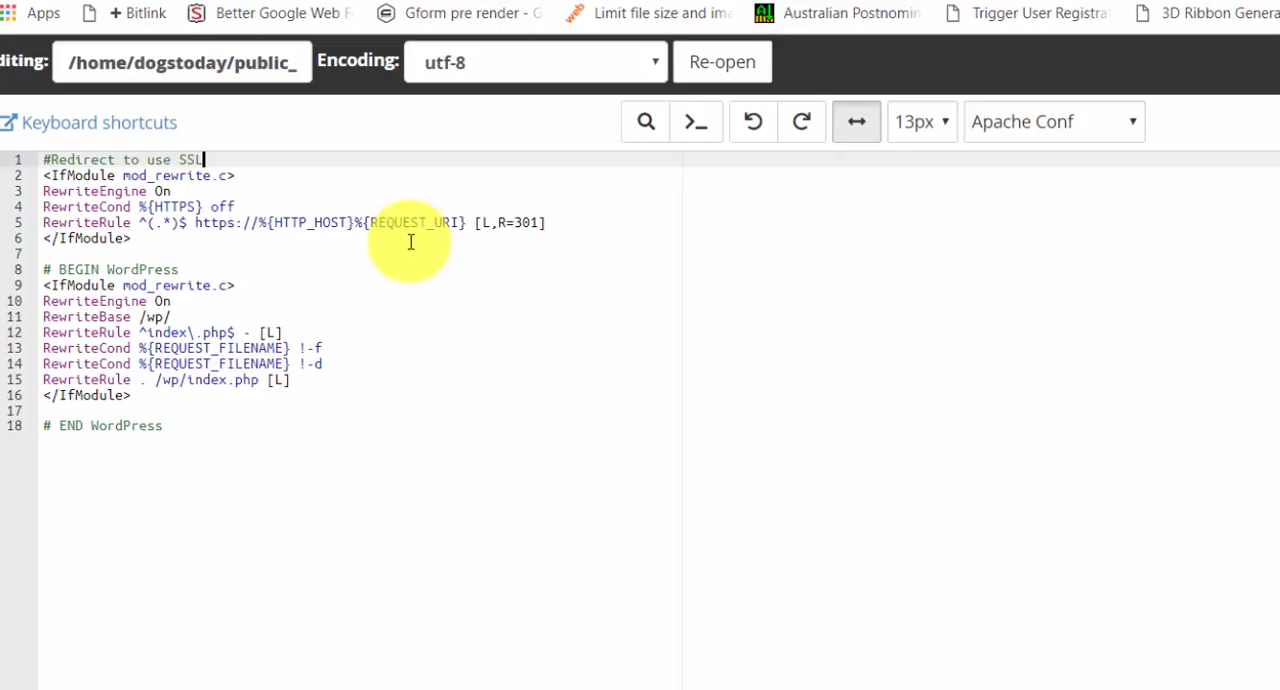 Apps + Bitlink Better Google Web F Gform pre render - G Limit file size and ima Australian Postnomin Trigger User Registra 3D Ribbon Genera
diting: /home/dogstoday/public_ Encoding: utf-8 Re-open
Keyboard shortcuts 13px Apache Conf
1 #Redirect to use SSL
2 <IfModule mod_rewrite.c>
3 RewriteEngine On
4 RewriteCond %{HTTPS} off
5 RewriteRule ^(.*)$ https://%{HTTP_HOST}%{REQUEST_URI} [L,R=301]
6 </IfModule>
7
8 # BEGIN WordPress
9 <IfModule mod_rewrite.c>
10 RewriteEngine On
11 RewriteBase /wp/
12 RewriteRule ^index\.php$ - [L]
13 RewriteCond %{REQUEST_FILENAME} !-f
14 RewriteCond %{REQUEST_FILENAME} !-d
15 RewriteRule . /wp/index.php [L]
16 </IfModule>
17
18 # END WordPress